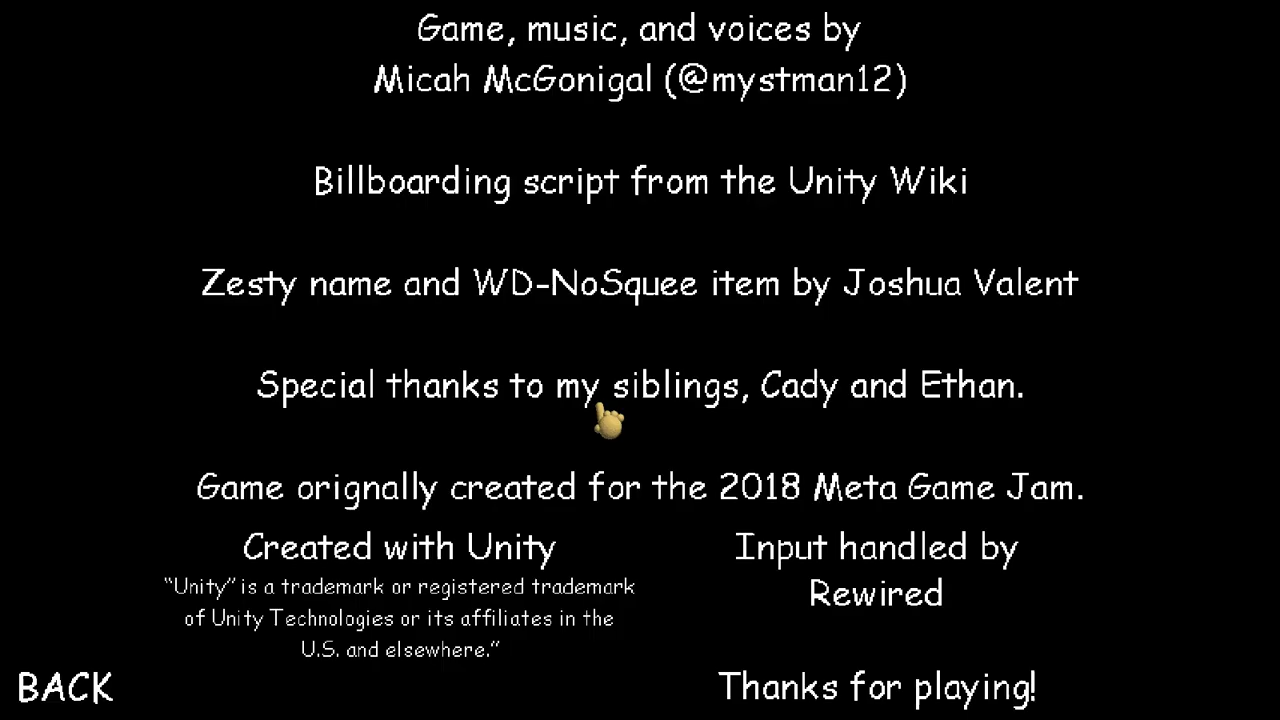 Game, music, and voices by
Micah McGonigal (@mystman12)
Billboarding script from the Unity Wiki
Zesty name and WD-NoSquee item by Joshua Valent
Special thanks to my siblings, Cady and Ethan.
Game orignally created for the 2018 Meta Game Jam.
Created with Unity
“Unity” is a trademark or registered trademark
of Unity Technologies or its affiliates in the
U.S. and elsewhere.”
Input handled by
Rewired
BACK
Thanks for playing!